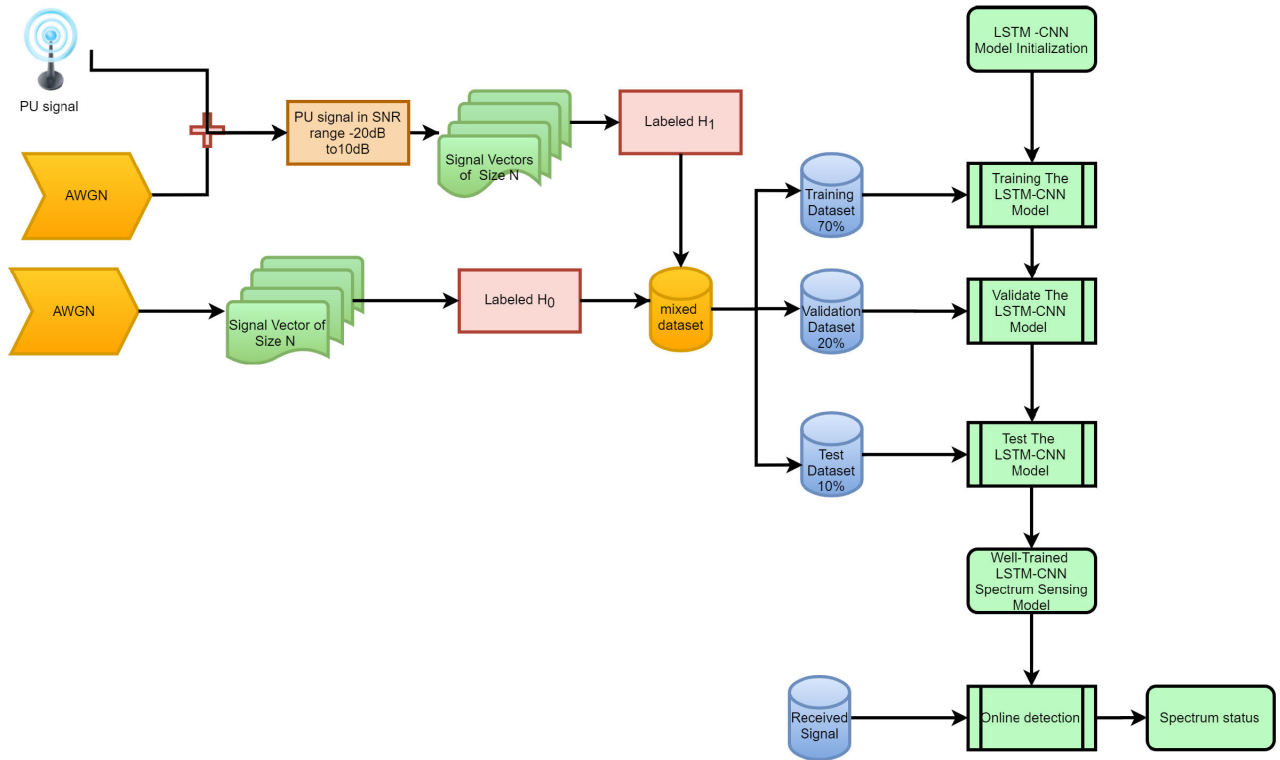 PU signal
AWGN
PU signal in SNR
range -20dB
to10dB
Signal Vectors
of Size N
Labeled H1
AWGN
Signal Vector of
Size N
Labeled H0
mixed
dataset
Training
Dataset
70%
Validation
Dataset
20%
Test
Dataset
10%
LSTM -CNN
Model Initialization
Training The
LSTM-CNN
Model
Validate The
LSTM-CNN
Model
Test The
LSTM-CNN
Model
Well-Trained
LSTM-CNN
Spectrum Sensing
Model
Received
Signal
Online detection
Spectrum status